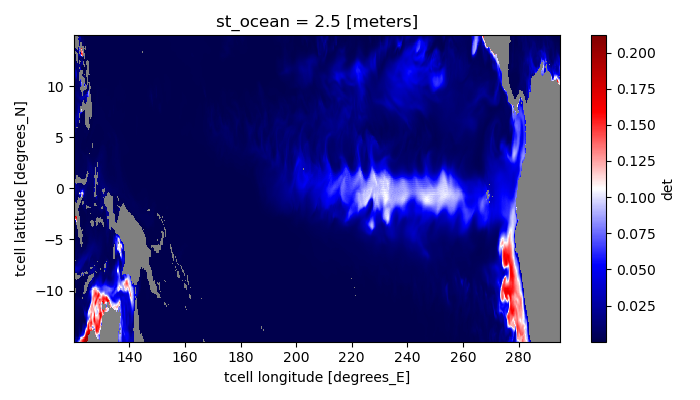 st_ocean = 2.5 [meters]
10
5
0
−5
−10
tcell latitude [degrees_N]
140 160 180 200 220 240 260 280
tcell longitude [degrees_E]
0.200
0.175
0.150
0.125
0.100
0.075
0.050
0.025
det